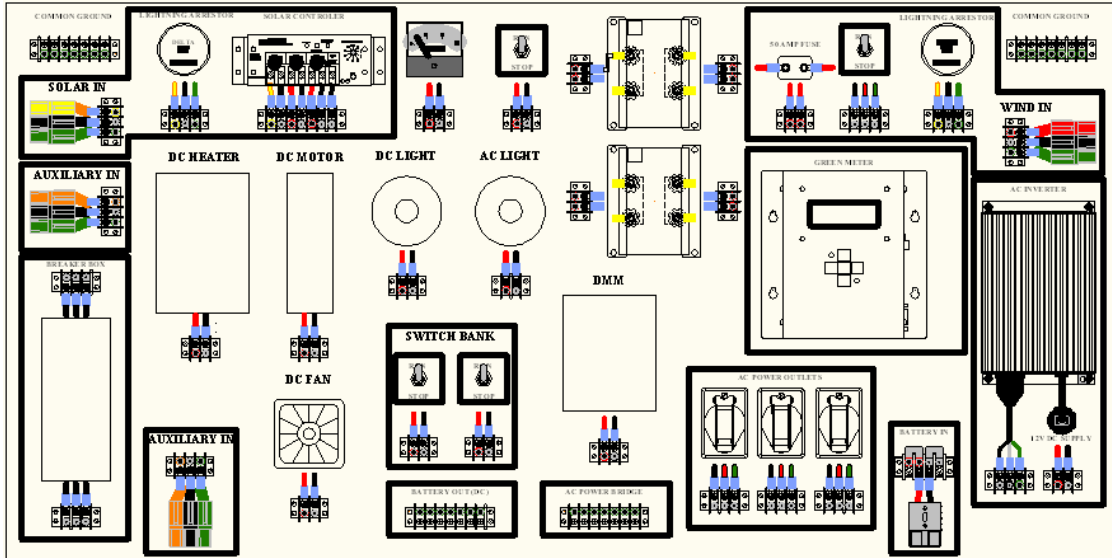 COMMON GROUND
LIGHTNING ARRESTOR
SOLAR CONTROLER
LIGHTNING ARRESTOR
COMMON GROUND
DELTA
STOP
50 AMP FUSE
STOP
SOLAR IN
WIND IN
DC HEATER
DC MOTOR
DC LIGHT
AC LIGHT
GREEN METER
AUXILIARY IN
AC INVERTER
BREAKER BOX
DMM
SWITCH BANK
STOP
STOP
DC FAN
AC POWER OUTLETS
AUXILIARY IN
BATTERY IN
12V DC SUPPLY
BATTERY OUT (DC)
AC POWER BRIDGE